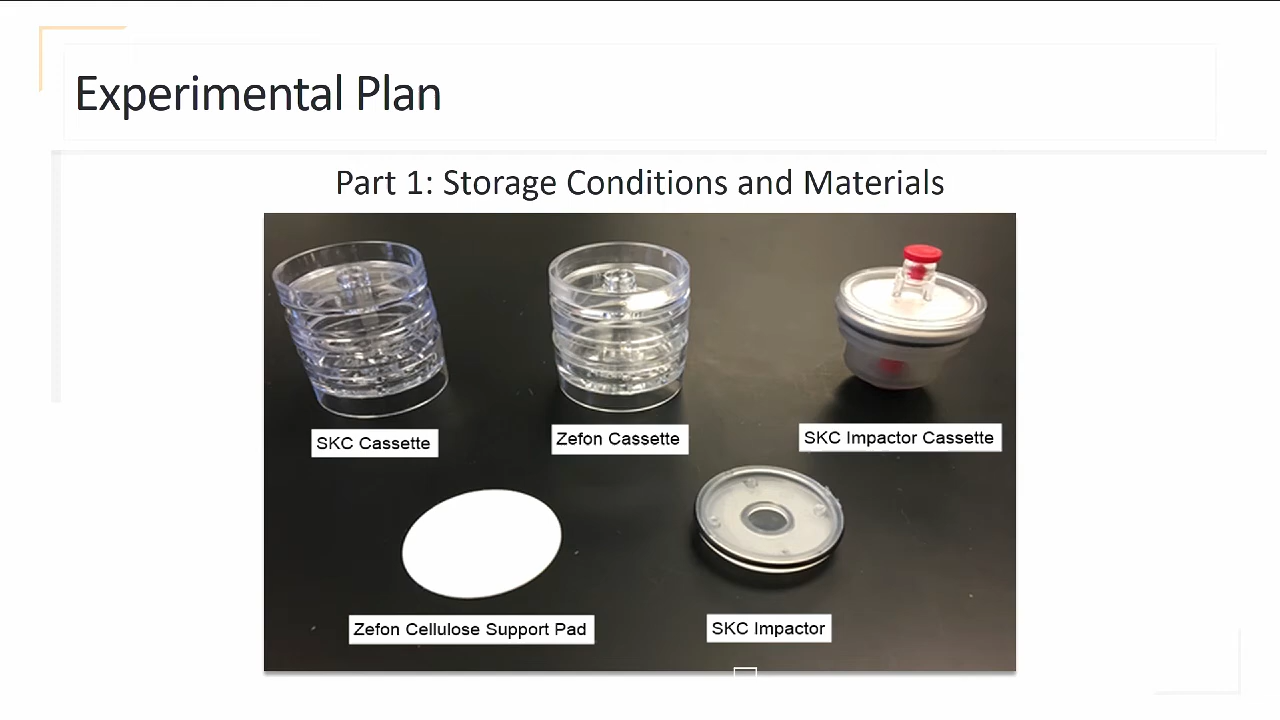 Experimental Plan
Part 1: Storage Conditions and Materials
SKC Cassette
Zefon Cassette
SKC Impactor Cassette
Zefon Cellulose Support Pad
SKC Impactor